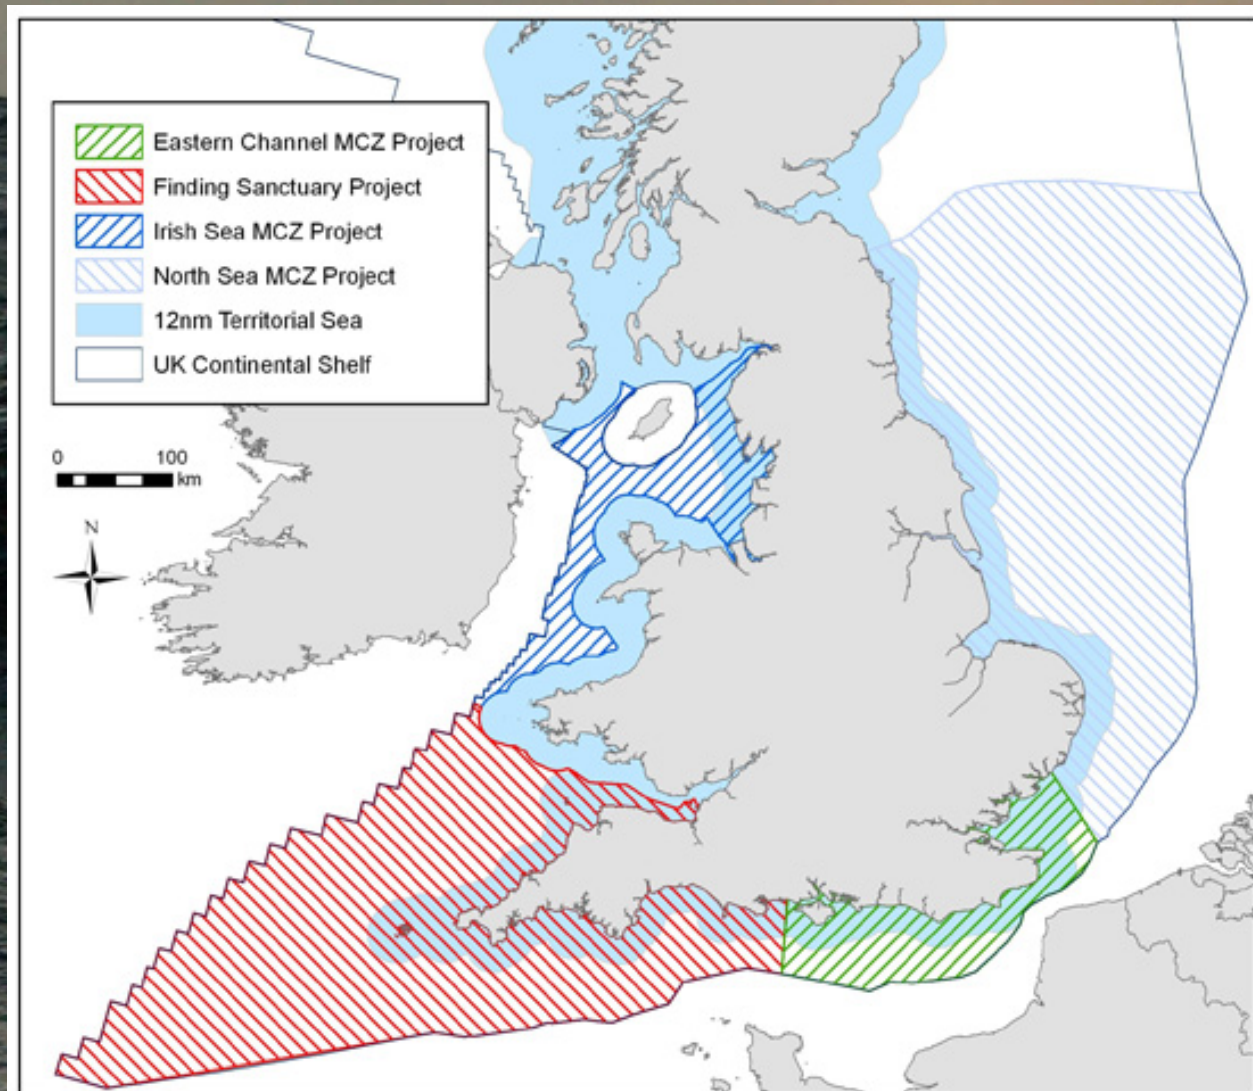 Eastern Channel MCZ Project
Finding Sanctuary Project
Irish Sea MCZ Project
North Sea MCZ Project
12nm Territorial Sea
UK Continental Shelf
0 100
km
N